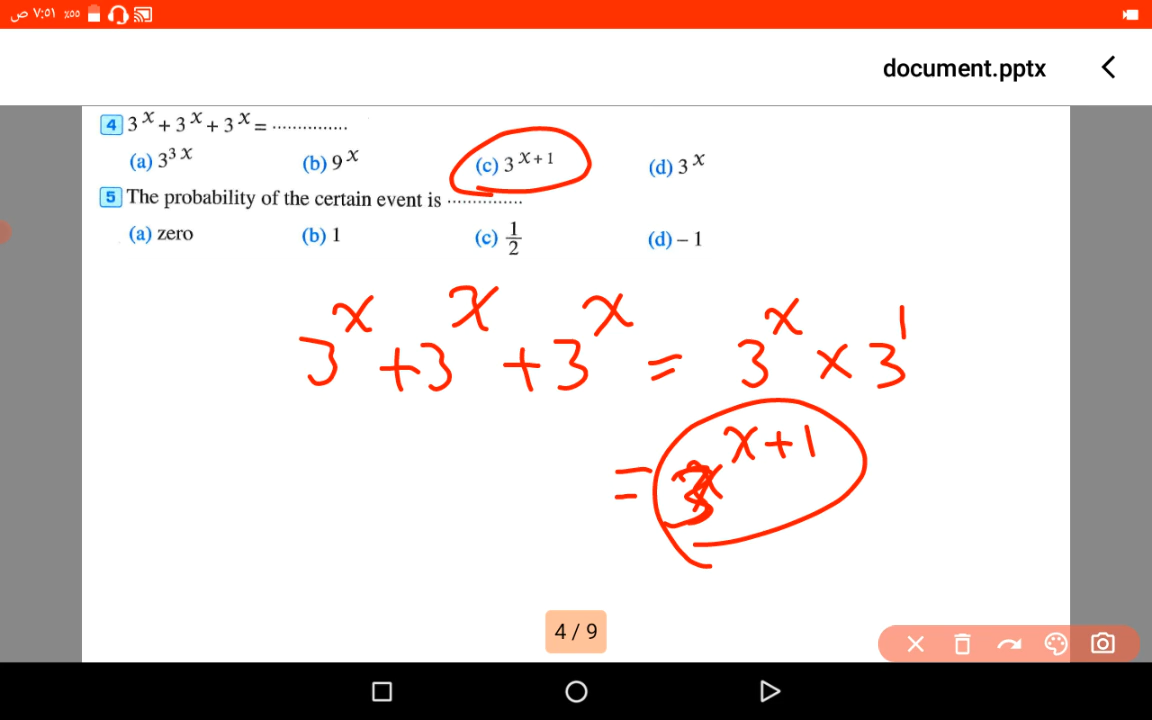 ٪٥٥ ٧:٥١ ص
document.pptx
4 3^x + 3^x + 3^x = ...............
(a) 3^3x (b) 9^x (c) 3^x+1 (d) 3^x
5 The probability of the certain event is ...............
(a) zero (b) 1 (c) 1/2 (d) – 1
3^x + 3^x + 3^x = 3^x × 3^1
= 3^x+1
4 / 9